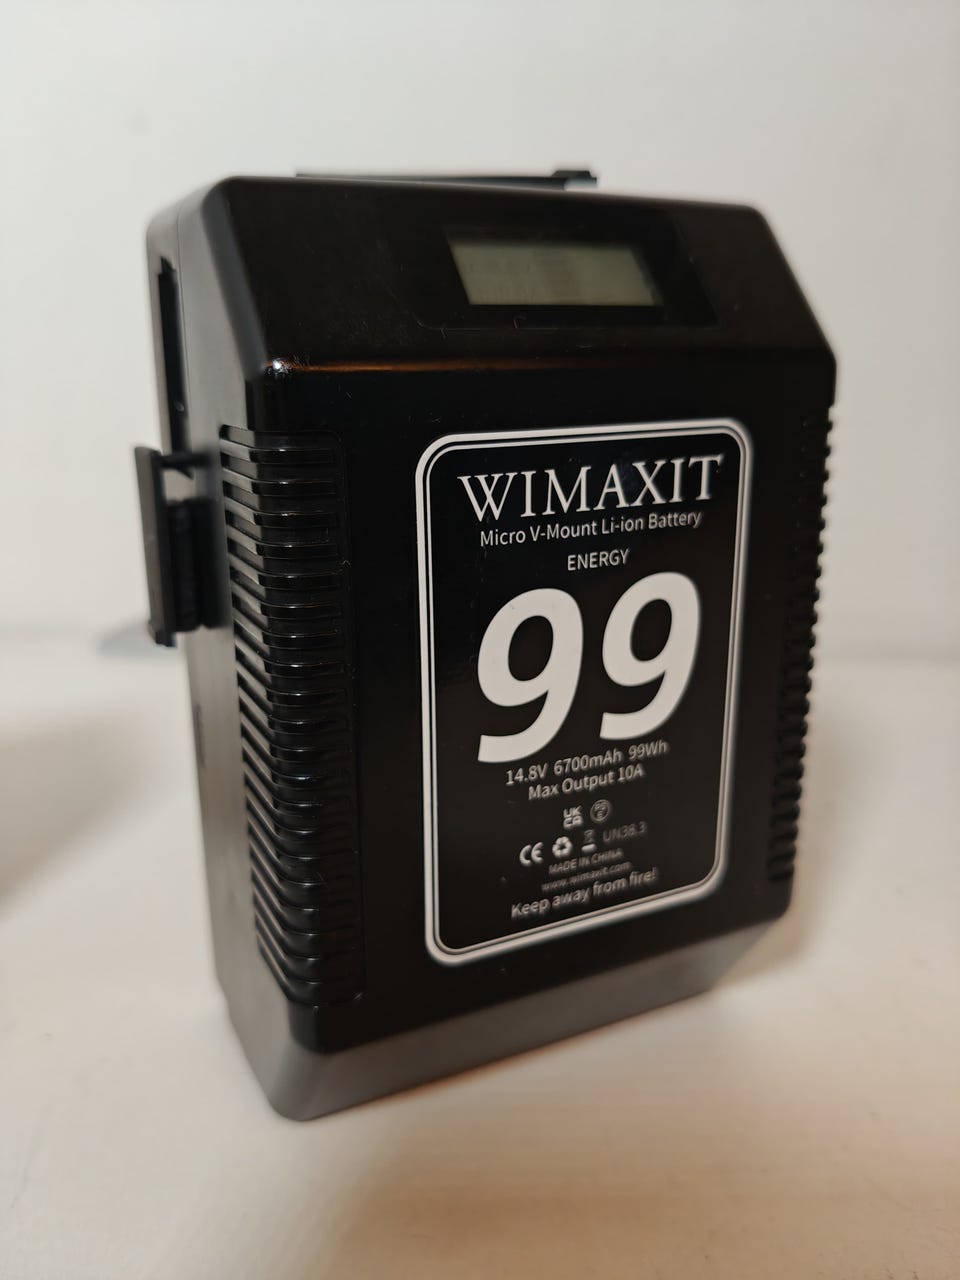 WIMAXIT
Micro V-Mount Li-ion Battery
ENERGY
99
14.8V 6700mAh 99Wh
Max Output 10A
UK
CA
CE UN38.3
MADE IN CHINA
www.wimaxit.com
Keep away from fire!